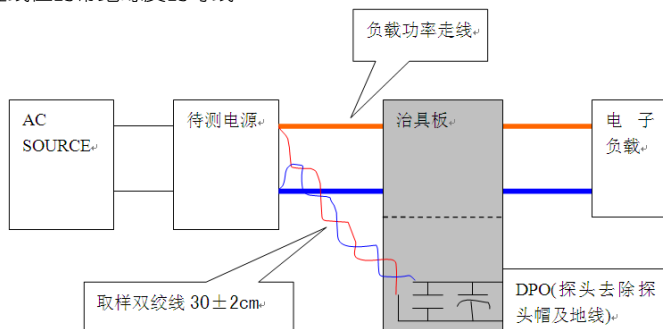 负载功率走线
AC
SOURCE
待测电源
治具板
电子
负载
取样双绞线 30±2cm
DPO(探头去除探
头帽及地线)